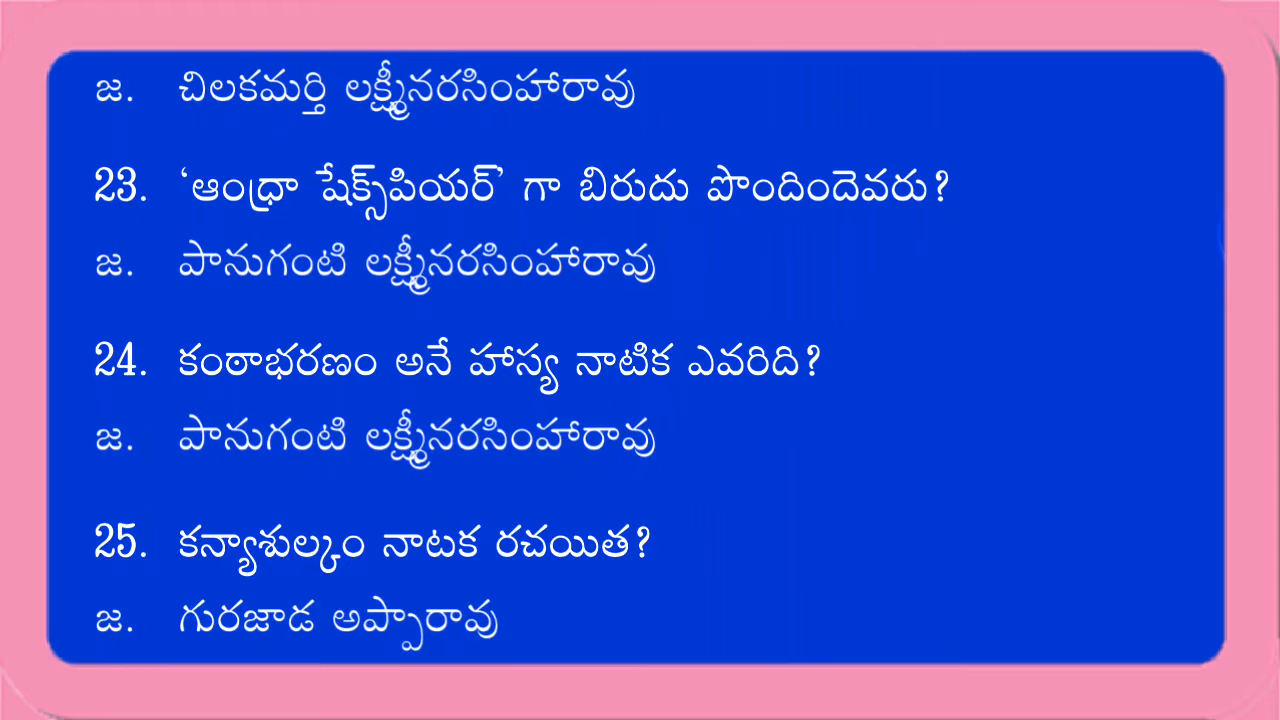 జ. చిలకమర్తి లక్ష్మీనరసింహారావు
23. ‘ఆంధ్రా షేక్స్‌పియర్’ గా బిరుదు పొందిందెవరు?
జ. పానుగంటి లక్ష్మీనరసింహారావు
24. కంఠాభరణం అనే హాస్య నాటిక ఎవరిది?
జ. పానుగంటి లక్ష్మీనరసింహారావు
25. కన్యాశుల్కం నాటక రచయిత?
జ. గురజాడ అప్పారావు